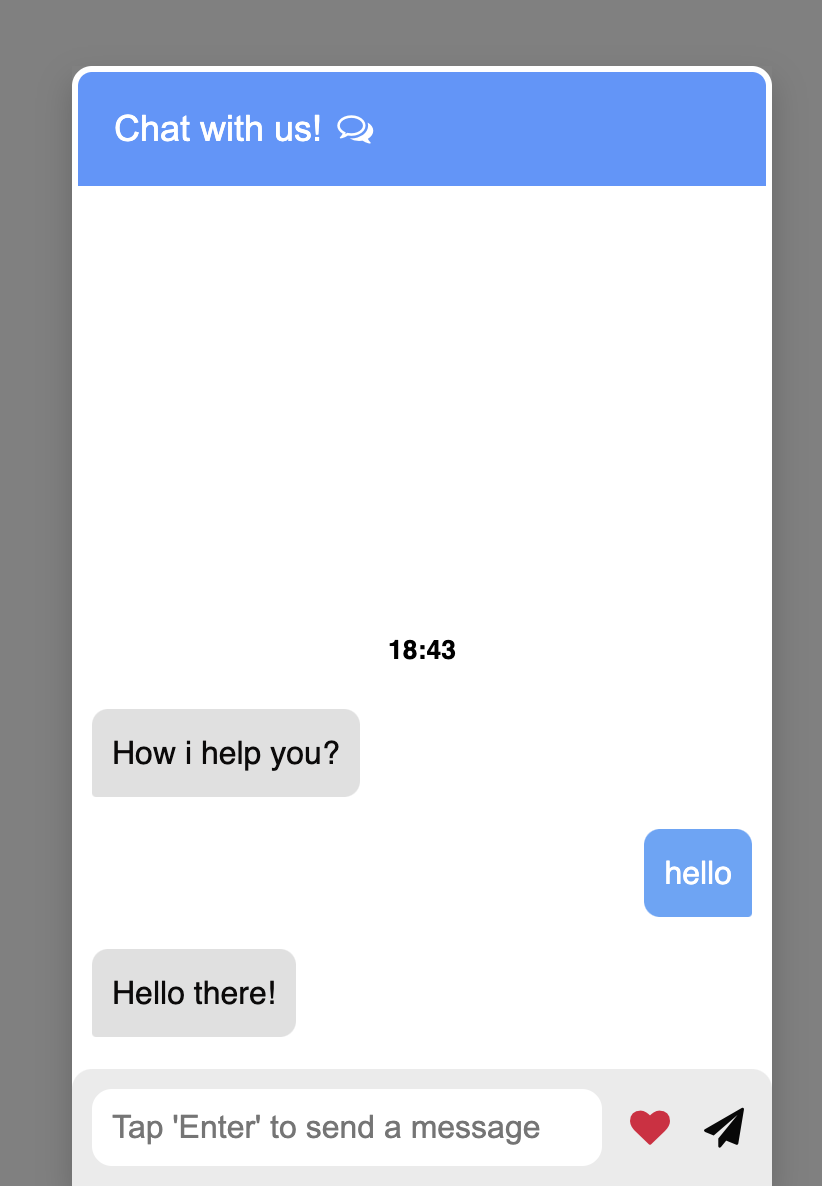 Chat with us!
18:43
How i help you?
hello
Hello there!
Tap 'Enter' to send a message